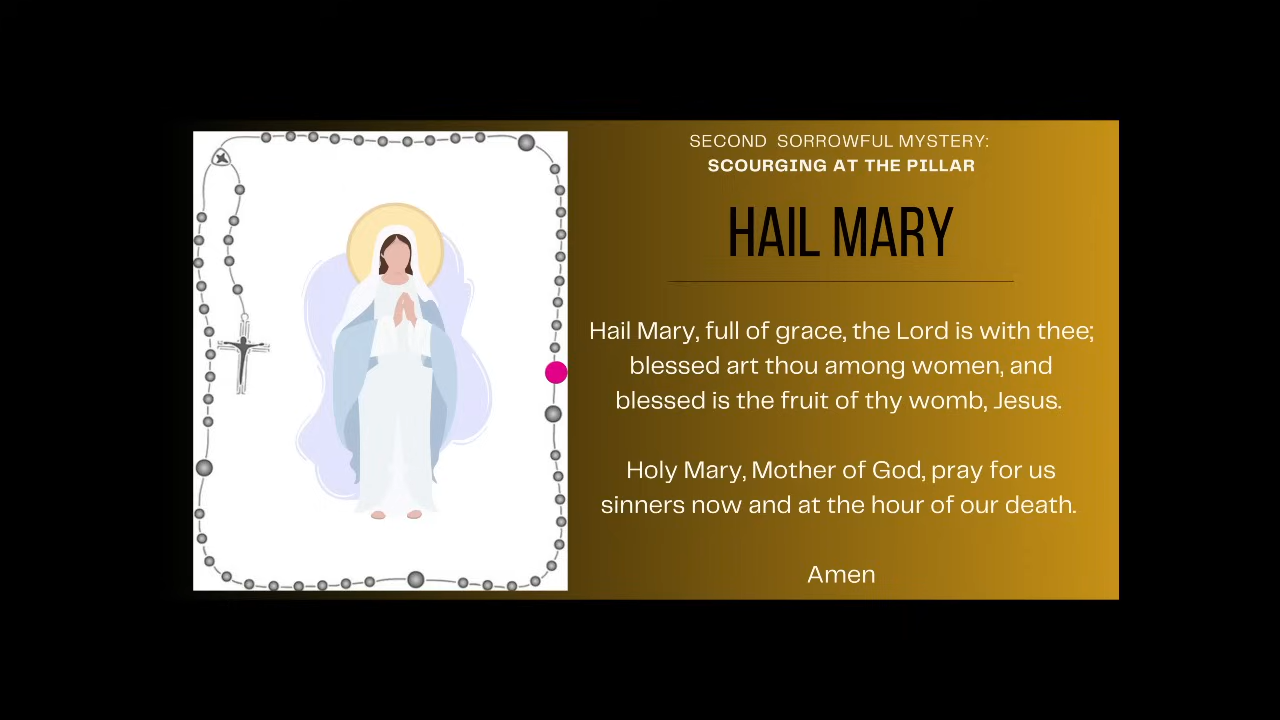 SECOND SORROWFUL MYSTERY:
SCOURGING AT THE PILLAR
HAIL MARY
Hail Mary, full of grace, the Lord is with thee;
blessed art thou among women, and
blessed is the fruit of thy womb, Jesus.
Holy Mary, Mother of God, pray for us
sinners now and at the hour of our death.
Amen